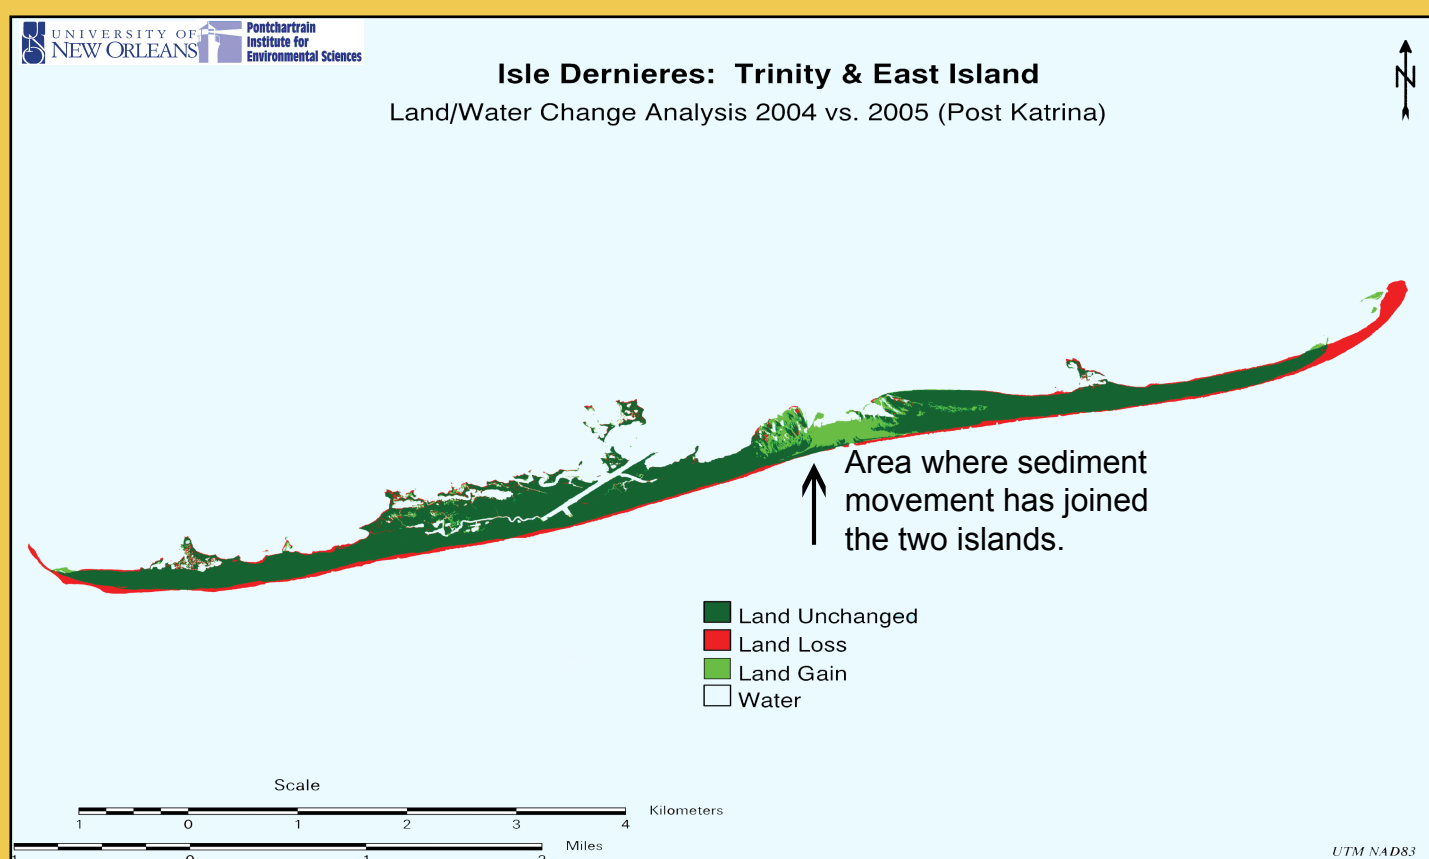 UNIVERSITY OF
NEW ORLEANS
Pontchartrain
Institute for
Environmental Sciences
Isle Dernieres: Trinity & East Island
Land/Water Change Analysis 2004 vs. 2005 (Post Katrina)
N
Area where sediment
movement has joined
the two islands.
Land Unchanged
Land Loss
Land Gain
Water
Scale
Kilometers
1 0 1 2 3 4
Miles
UTM NAD83